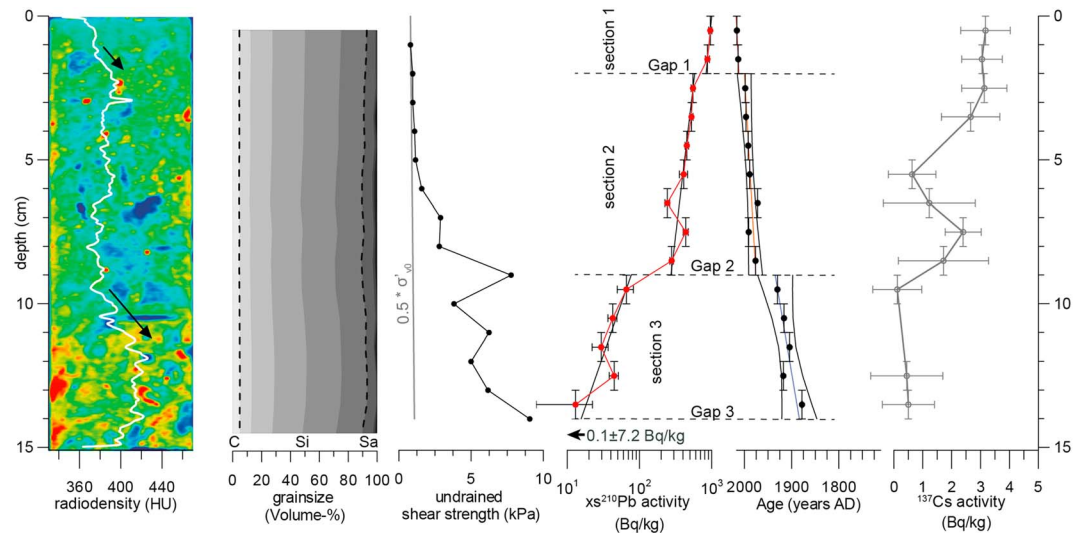 0
5
10
15
depth (cm)
360 400 440
radiodensity (HU)
C Si Sa
0 20 40 60 80 100
grainsize
(Volume-%)
0.5 * σ'v0
0 5 10
undrained
shear strength (kPa)
section 1
Gap 1
section 2
Gap 2
section 3
Gap 3
0.1±7.2 Bq/kg
10¹ 10² 10³
xs²¹⁰Pb activity
(Bq/kg)
2000 1900 1800
Age (years AD)
0 1 2 3 4 5
¹³⁷Cs activity
(Bq/kg)
0
5
10
15